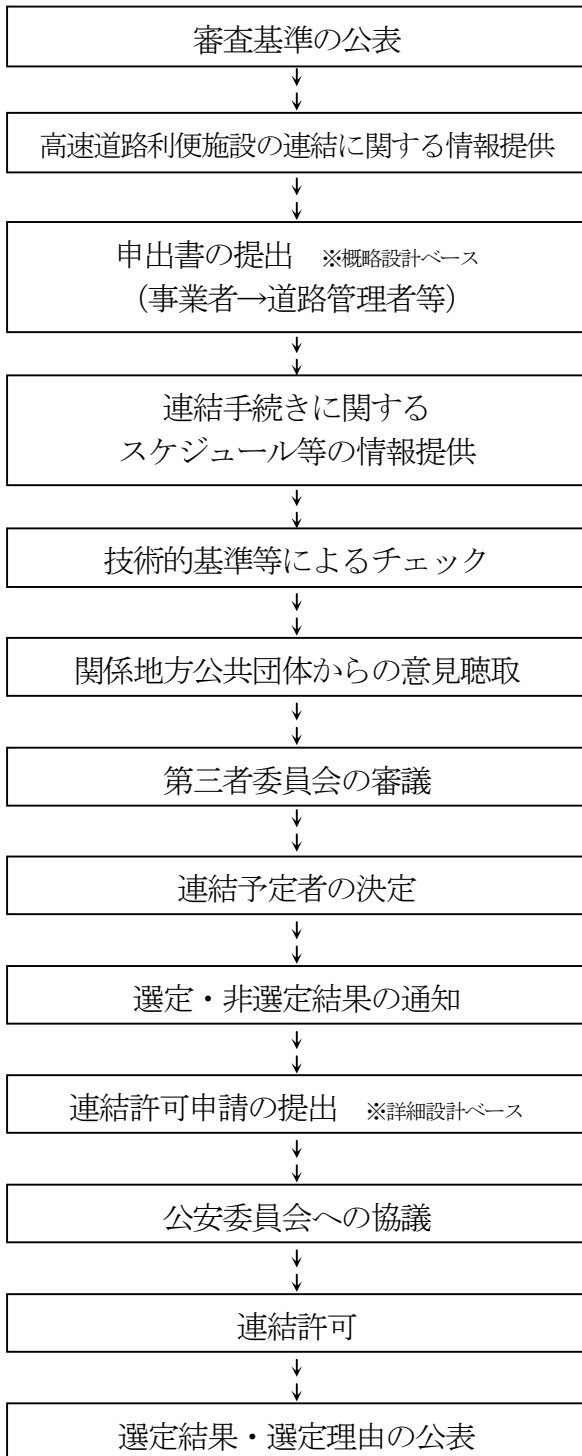 審査基準の公表
↓
↓
高速道路利便施設の連結に関する情報提供
↓
↓
申出書の提出　※概略設計ベース
（事業者→道路管理者等）
↓
↓
連結手続きに関する
スケジュール等の情報提供
↓
↓
技術的基準等によるチェック
↓
↓
関係地方公共団体からの意見聴取
↓
↓
第三者委員会の審議
↓
↓
連結予定者の決定
↓
↓
選定・非選定結果の通知
↓
↓
連結許可申請の提出　※詳細設計ベース
↓
↓
公安委員会への協議
↓
↓
連結許可
↓
↓
選定結果・選定理由の公表